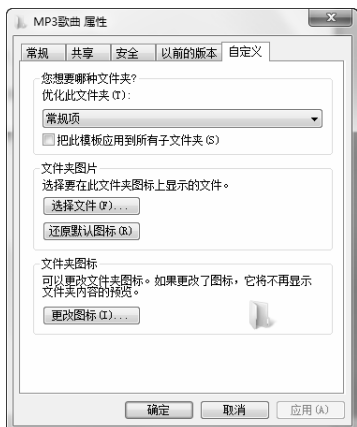 MP3歌曲 属性
常规 共享 安全 以前的版本 自定义
您想要哪种文件夹?
优化此文件夹(T):
常规项
把此模板应用到所有子文件夹(S)
文件夹图片
选择要在此文件夹图标上显示的文件。
选择文件(F)...
还原默认图标(R)
文件夹图标
可以更改文件夹图标。如果更改了图标，它将不再显示
文件夹内容的预览。
更改图标(I)...
确定 取消 应用(A)